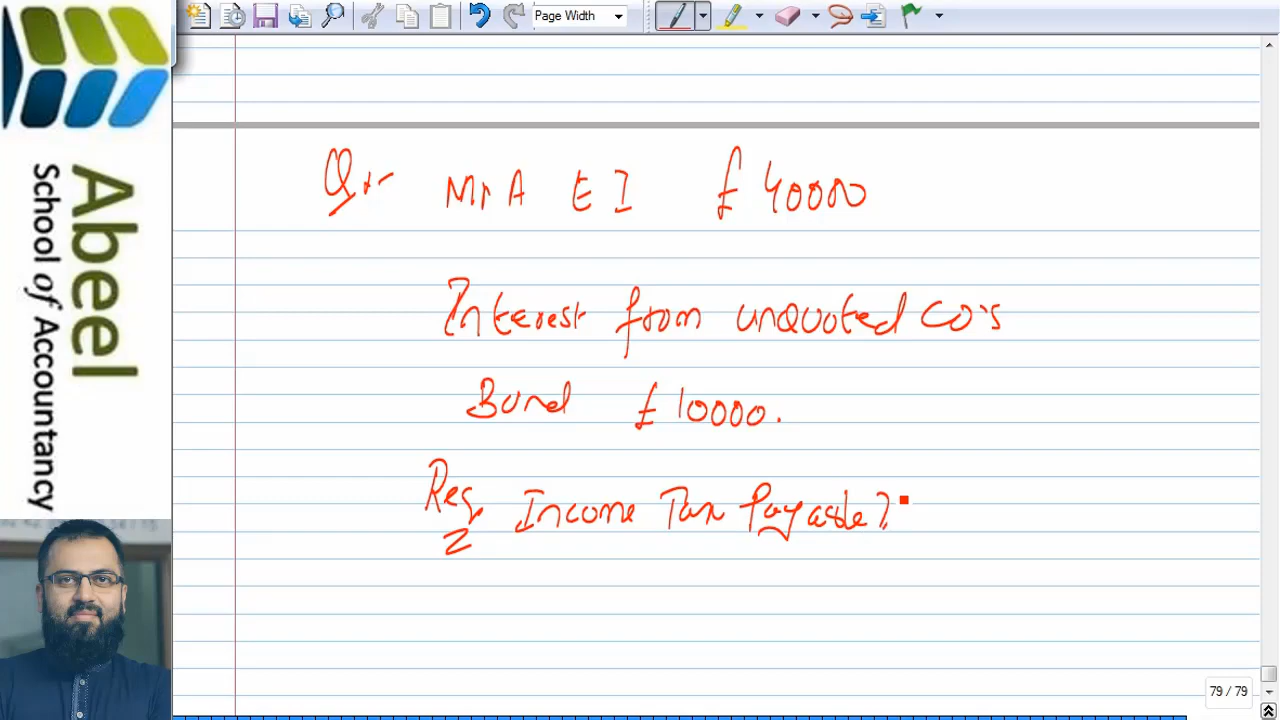 Page Width
Abeel
School of Accountancy
Q:- Mr A E I £ 40000
Interest from unquoted CO's
Bond £ 10000.
Req Income Tax Payable?
79 / 79